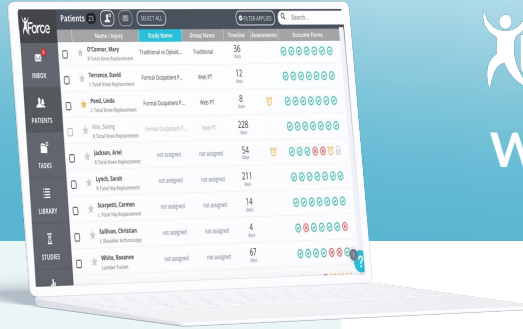 XForce
Patients 23 SELECT ALL FILTER APPLIED Search...
Name / Injury Study Name Group Name Timeline Assessments Outcome Forms
INBOX
PATIENTS
TASKS
LIBRARY
STUDIES
O'Conner, Mary Traditional vs Opioid... Traditional 36
R Total Knee Replacement days
Terrance, David Formal Outpatient P... Web PT 12
L Total Knee Replacement days
Pond, Linda Formal Outpatient P... Web PT 8
L Total Knee Replacement days
Kim, Seong Formal Outpatient P... Web PT 228
R Total Knee Replacement days
Jackson, Ariel not assigned not assigned 54
R Total Knee Replacement days
Lynch, Sarah not assigned not assigned 211
R Total Hip Replacement days
Scarpetti, Carmen not assigned not assigned 14
L Total Hip Replacement days
Sullivan, Christian not assigned not assigned 4
L Shoulder Arthroscopy days
White, Roxanne not assigned not assigned 67
Lumbar Fusion days
?
W